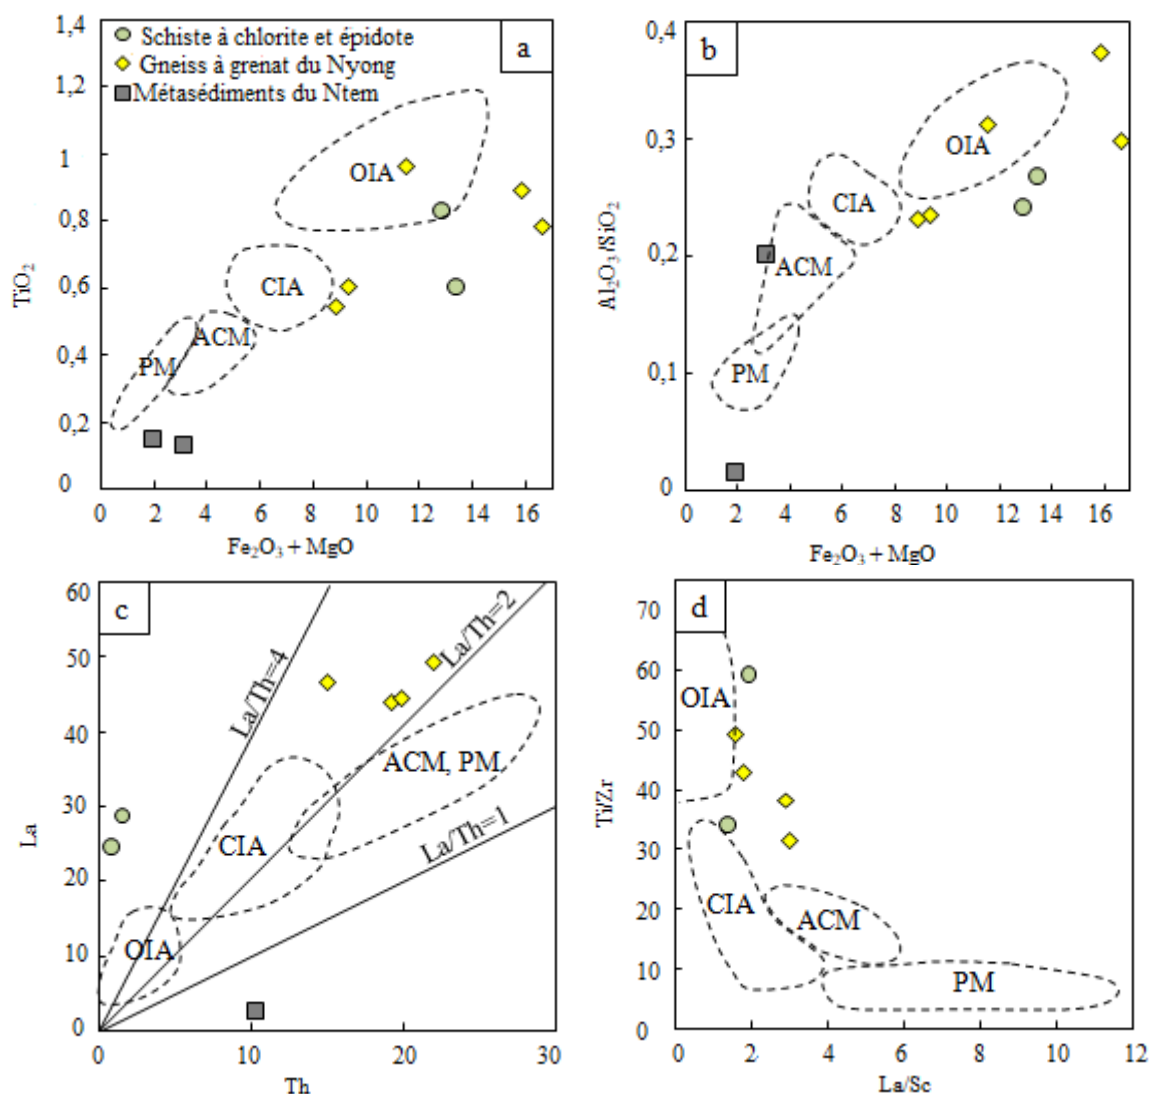 a
Schiste à chlorite et épidote
Gneiss à grenat du Nyong
Métasédiments du Ntem
1,4
1,2
1
0,8
0,6
0,4
0,2
0
TiO₂
OIA
CIA
ACM
PM
0 2 4 6 8 10 12 14 16
Fe₂O₃ + MgO
b
0,4
0,3
0,2
0,1
0
Al₂O₃/SiO₂
OIA
CIA
ACM
PM
0 2 4 6 8 10 12 14 16
Fe₂O₃ + MgO
c
60
50
40
30
20
10
0
La
La/Th=4
La/Th=2
La/Th=1
ACM, PM
CIA
OIA
0 10 20 30
Th
d
70
60
50
40
30
20
10
0
Ti/Zr
OIA
CIA
ACM
PM
0 2 4 6 8 10 12
La/Sc